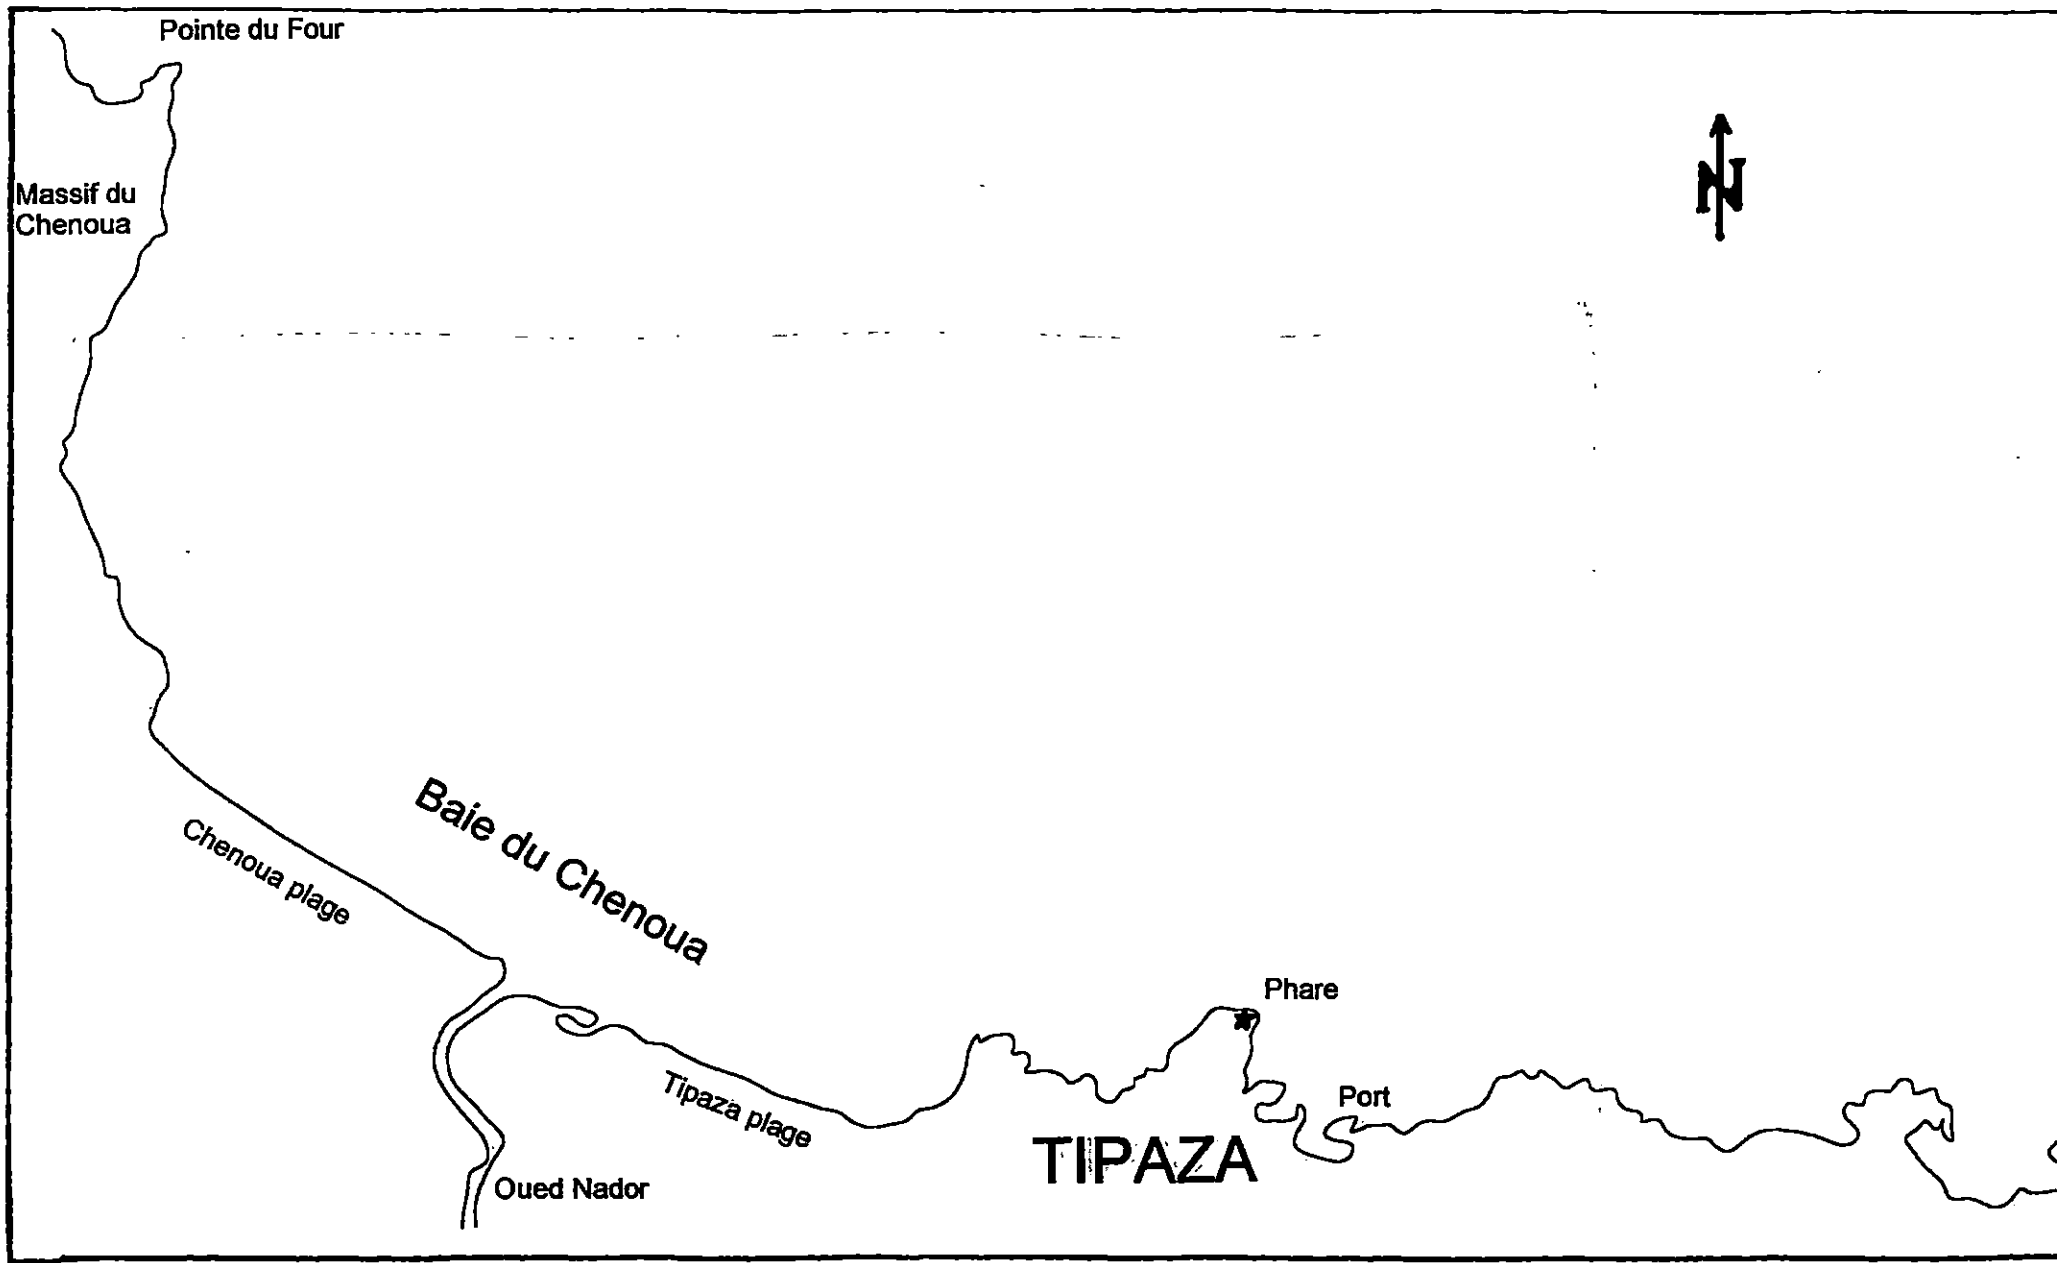 Pointe du Four
N
Massif du
Chenoua
Baie du Chenoua
Chenoua plage
Phare
Tipaza plage
Port
TIPAZA
Oued Nador